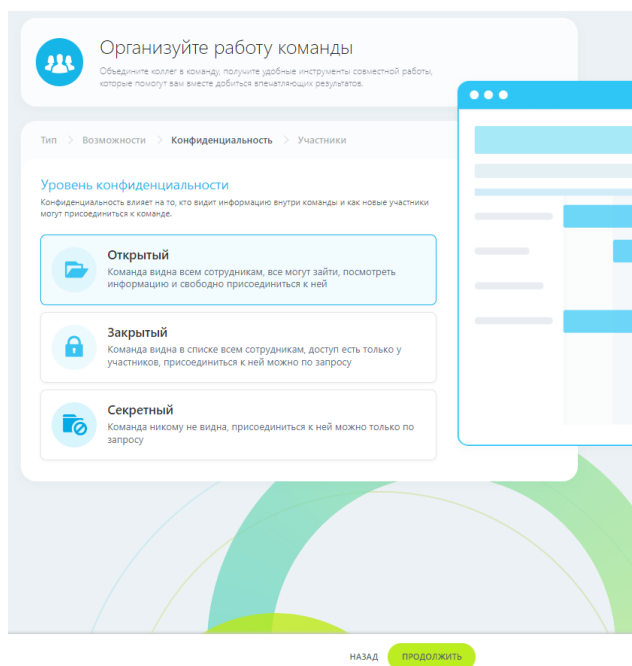 Организуйте работу команды
Объедините коллег в команду, получите удобные инструменты совместной работы,
которые помогут вам вместе добиться впечатляющих результатов.
Тип > Возможности > Конфиденциальность > Участники
Уровень конфиденциальности
Конфиденциальность влияет на то, кто видит информацию внутри команды и как новые участники
могут присоединиться к команде.
Открытый
Команда видна всем сотрудникам, все могут зайти, посмотреть
информацию и свободно присоединиться к ней
Закрытый
Команда видна в списке всем сотрудникам, доступ есть только у
участников, присоединиться к ней можно по запросу
Секретный
Команда никому не видна, присоединиться к ней можно только по
запросу
НАЗАД ПРОДОЛЖИТЬ